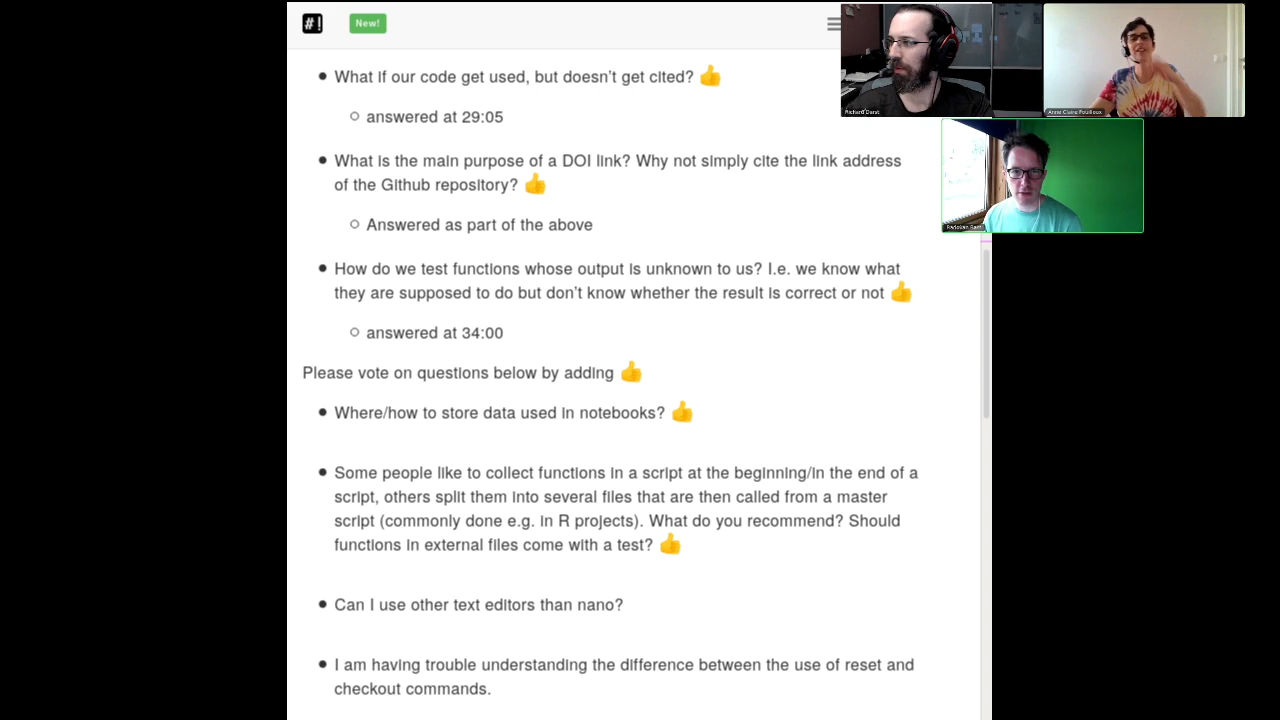 #!
New!
What if our code get used, but doesn't get cited? 👍
answered at 29:05
What is the main purpose of a DOI link? Why not simply cite the link address
of the Github repository? 👍
Answered as part of the above
How do we test functions whose output is unknown to us? I.e. we know what
they are supposed to do but don't know whether the result is correct or not 👍
answered at 34:00
Please vote on questions below by adding 👍
Where/how to store data used in notebooks? 👍
Some people like to collect functions in a script at the beginning/in the end of a
script, others split them into several files that are then called from a master
script (commonly done e.g. in R projects). What do you recommend? Should
functions in external files come with a test? 👍
Can I use other text editors than nano?
I am having trouble understanding the difference between the use of reset and
checkout commands.
Richard Darst
Anne Claire Fouilloux
Radovan Bast